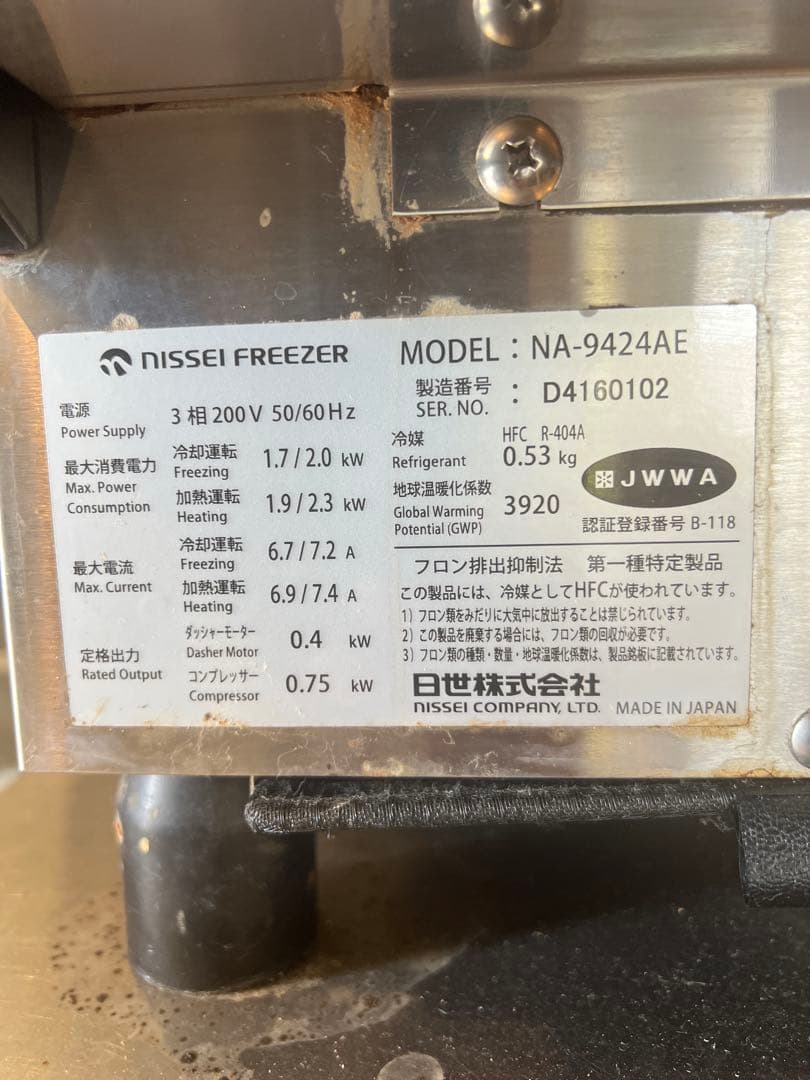 NISSEI FREEZER
電源
Power Supply
3相 200V 50/60Hz
最大消費電力
Max. Power
Consumption
冷却運転
Freezing
1.7 / 2.0 kW
加熱運転
Heating
1.9 / 2.3 kW
最大電流
Max. Current
冷却運転
Freezing
6.7 / 7.2 A
加熱運転
Heating
6.9 / 7.4 A
定格出力
Rated Output
ダッシャーモーター
Dasher Motor
0.4 kW
コンプレッサー
Compressor
0.75 kW
MODEL : NA-9424AE
製造番号
SER. NO. : D4160102
冷媒
Refrigerant
HFC R-404A
0.53 kg
地球温暖化係数
Global Warming
Potential (GWP)
3920
JWWA
認証登録番号 B-118
フロン排出抑制法 第一種特定製品
この製品には、冷媒としてHFCが使われています。
1) フロン類をみだりに大気中に放出することは禁じられています。
2) この製品を廃棄する場合には、フロン類の回収が必要です。
3) フロン類の種類・数量・地球温暖化係数は、製品銘板に記載されています。
日世株式会社
NISSEI COMPANY, LTD. MADE IN JAPAN